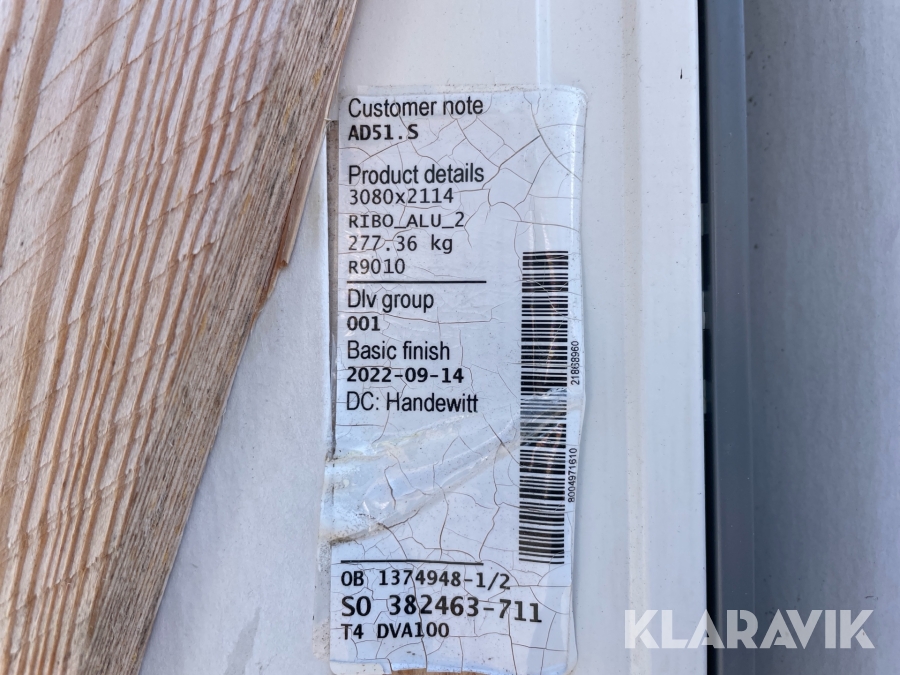 Customer note
AD51.S
Product details
3080x2114
RIBO_ALU_2
277.36 kg
R9010
Dlv group
001
Basic finish
2022-09-14
DC: Handewitt
21868960
8004971610
OB 1374948-1/2
SO 382463-711
T4 DVA100
KLARAVIK